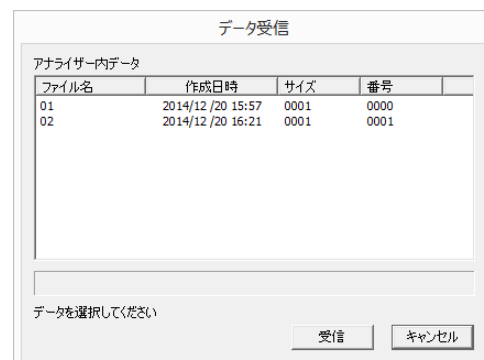 データ受信
アナライザー内データ
ファイル名 作成日時 サイズ 番号
01 2014/12/20 15:57 0001 0000
02 2014/12/20 16:21 0001 0001
データを選択してください
受信 キャンセル